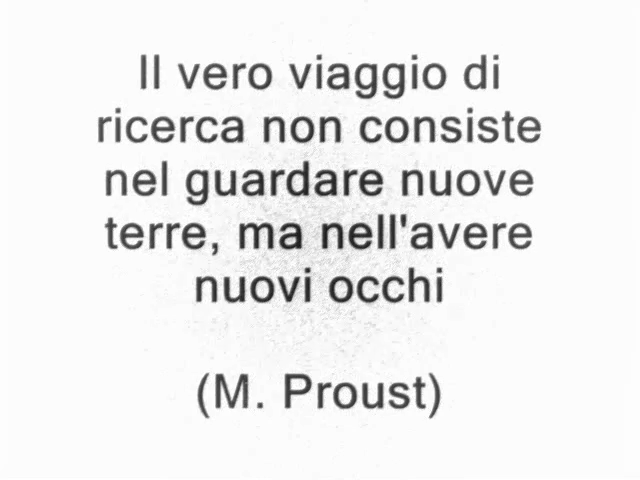 Il vero viaggio di
ricerca non consiste
nel guardare nuove
terre, ma nell'avere
nuovi occhi
(M. Proust)